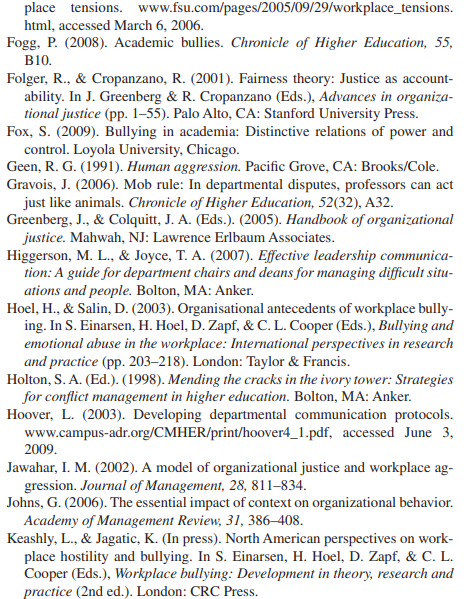 place tensions. www.fsu.com/pages/2005/09/29/workplace_tensions.
html, accessed March 6, 2006.
Fogg, P. (2008). Academic bullies. Chronicle of Higher Education, 55,
B10.
Folger, R., & Cropanzano, R. (2001). Fairness theory: Justice as account-
ability. In J. Greenberg & R. Cropanzano (Eds.), Advances in organiza-
tional justice (pp. 1–55). Palo Alto, CA: Stanford University Press.
Fox, S. (2009). Bullying in academia: Distinctive relations of power and
control. Loyola University, Chicago.
Geen, R. G. (1991). Human aggression. Pacific Grove, CA: Brooks/Cole.
Gravois, J. (2006). Mob rule: In departmental disputes, professors can act
just like animals. Chronicle of Higher Education, 52(32), A32.
Greenberg, J., & Colquitt, J. A. (Eds.). (2005). Handbook of organizational
justice. Mahwah, NJ: Lawrence Erlbaum Associates.
Higgerson, M. L., & Joyce, T. A. (2007). Effective leadership communica-
tion: A guide for department chairs and deans for managing difficult situ-
ations and people. Bolton, MA: Anker.
Hoel, H., & Salin, D. (2003). Organisational antecedents of workplace bully-
ing. In S. Einarsen, H. Hoel, D. Zapf, & C. L. Cooper (Eds.), Bullying and
emotional abuse in the workplace: International perspectives in research
and practice (pp. 203–218). London: Taylor & Francis.
Holton, S. A. (Ed.). (1998). Mending the cracks in the ivory tower: Strategies
for conflict management in higher education. Bolton, MA: Anker.
Hoover, L. (2003). Developing departmental communication protocols.
www.campus-adr.org/CMHER/print/hoover4_1.pdf, accessed June 3,
2009.
Jawahar, I. M. (2002). A model of organizational justice and workplace ag-
gression. Journal of Management, 28, 811–834.
Johns, G. (2006). The essential impact of context on organizational behavior.
Academy of Management Review, 31, 386–408.
Keashly, L., & Jagatic, K. (In press). North American perspectives on work-
place hostility and bullying. In S. Einarsen, H. Hoel, D. Zapf, & C. L.
Cooper (Eds.), Workplace bullying: Development in theory, research and
practice (2nd ed.). London: CRC Press.